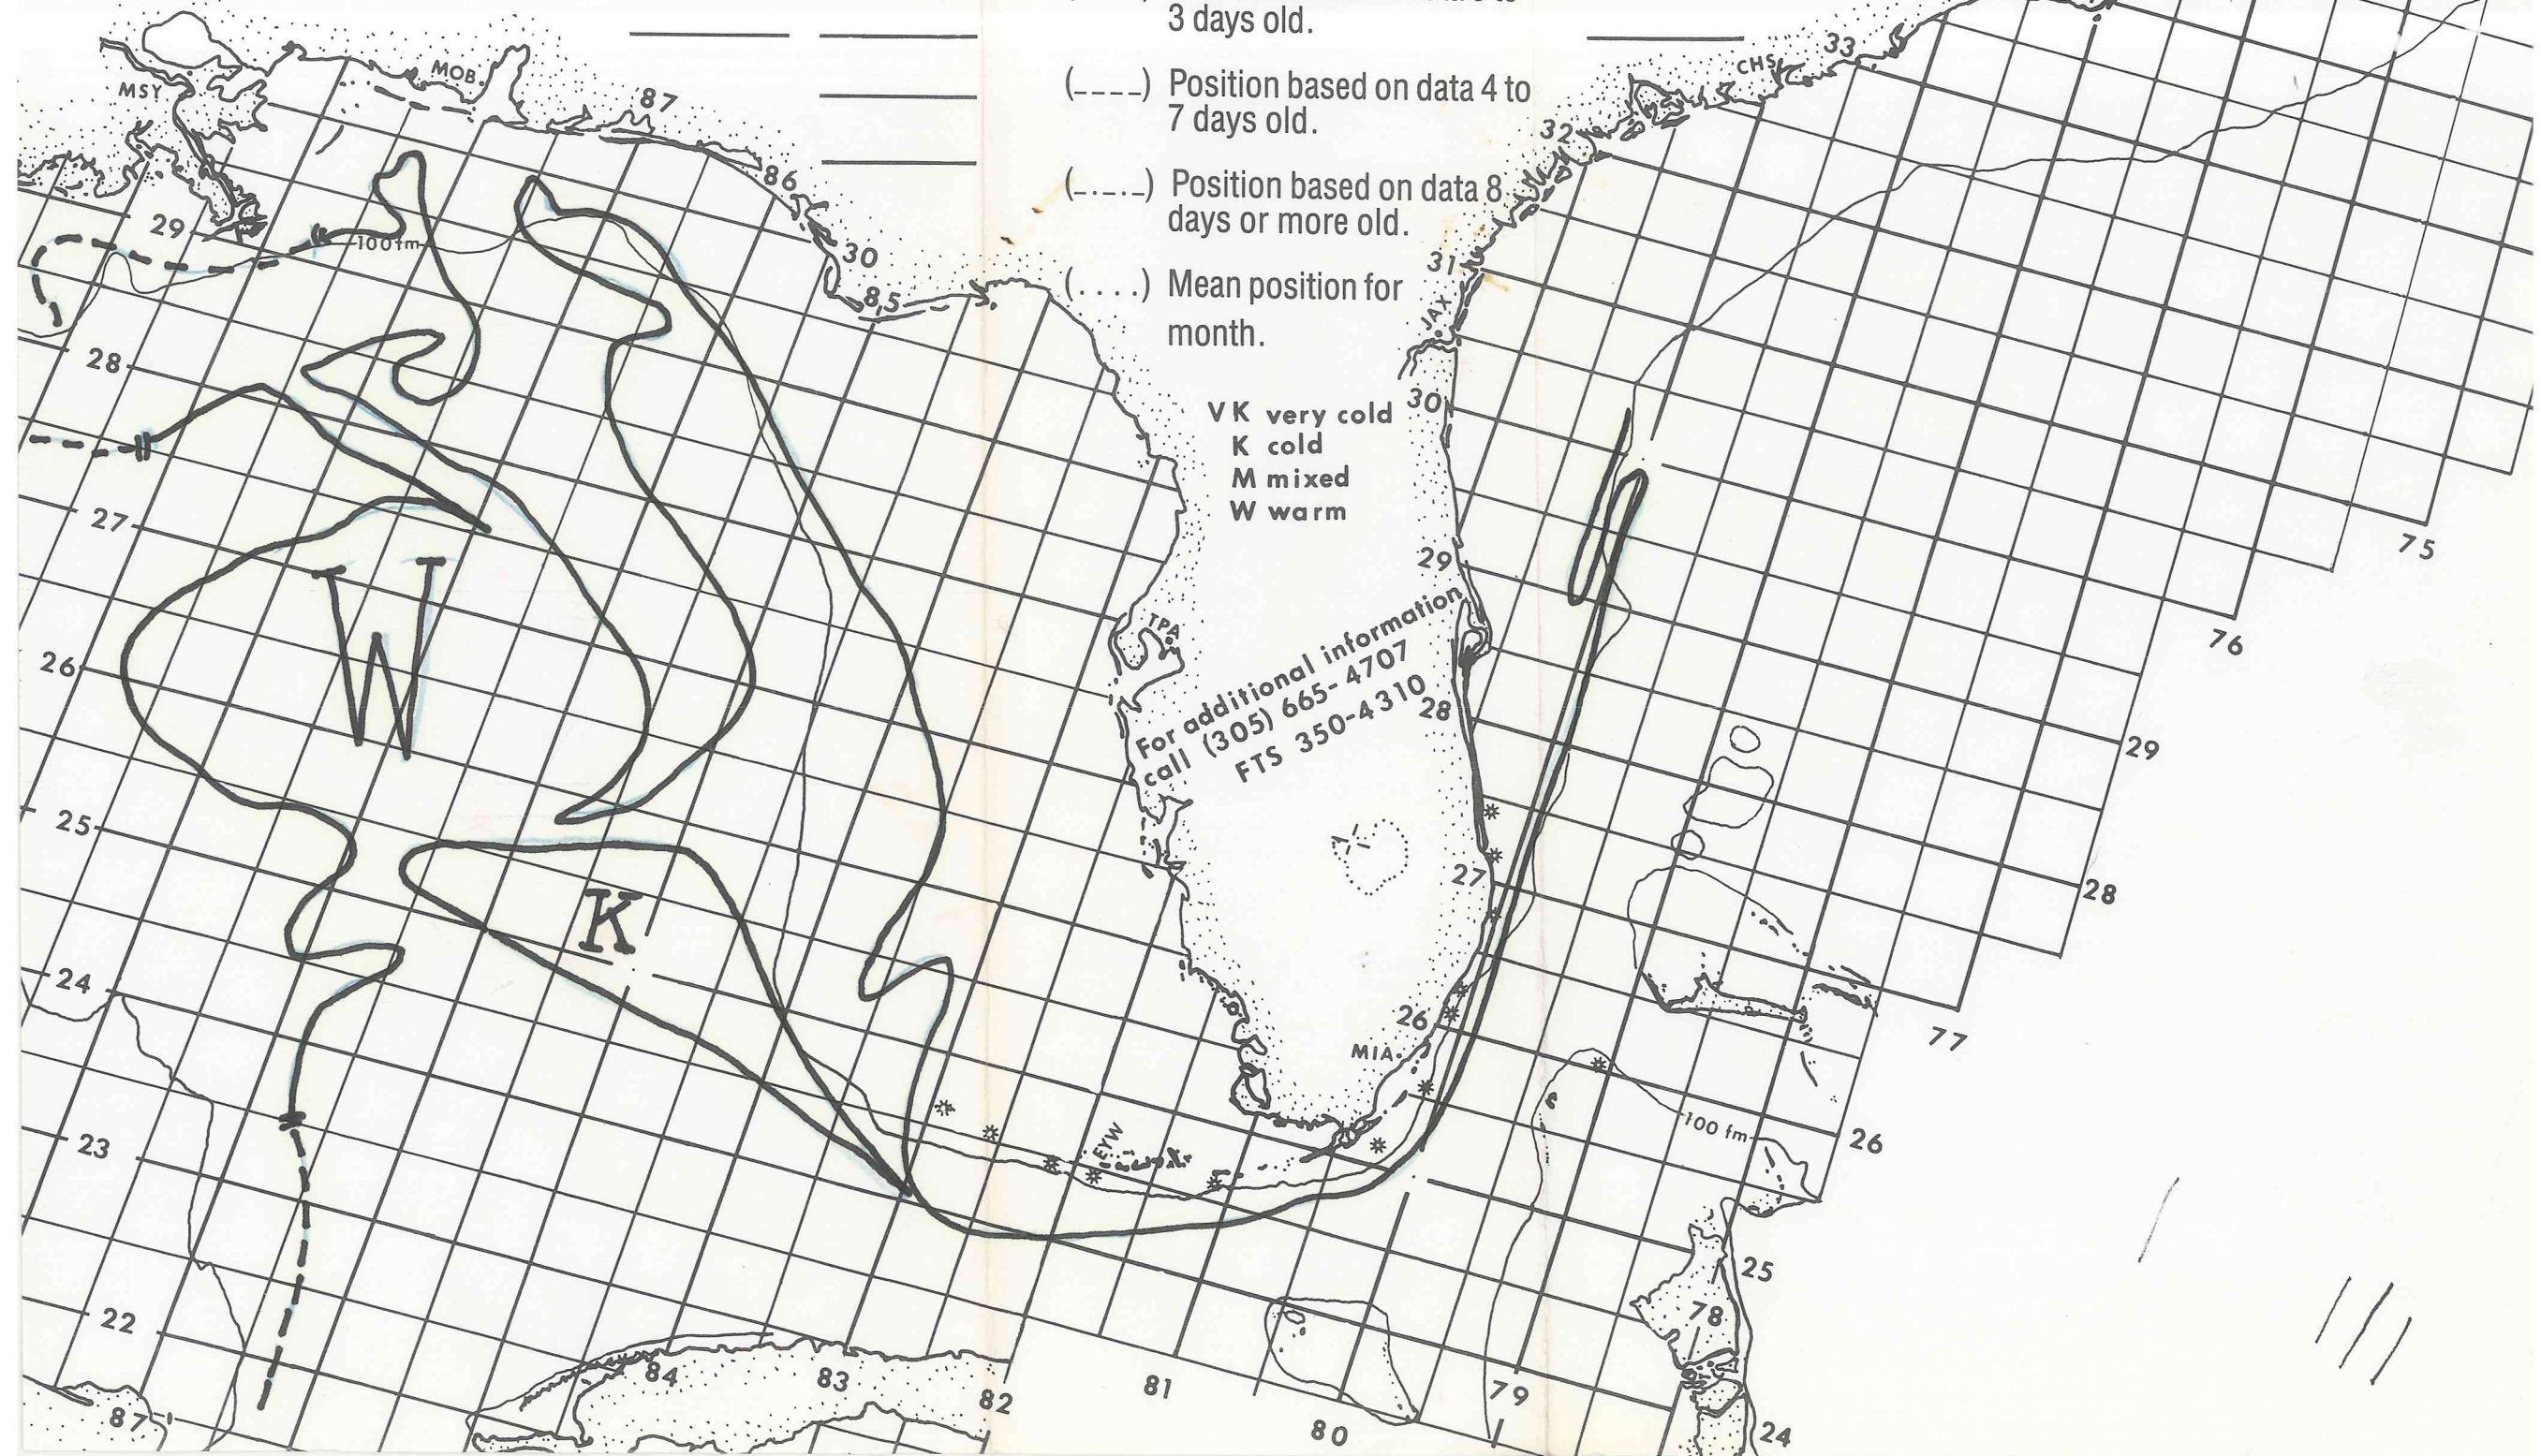 3 days old.
(----) Position based on data 4 to
7 days old.
(_._._) Position based on data 8
days or more old.
(....) Mean position for
month.
VK very cold
K cold
M mixed
W warm
For additional information
call (305) 665-4707
FTS 350-4310
MSY
MOB
87
86
30
85
29
100 fm
28
27
26
25
24
23
22
87
W
K
CHS
33
32
31
JAX
30
29
28
27
26
TPA
MIA
EYW
75
76
29
28
77
26
100 fm
25
78
24
84
83
82
81
80
79